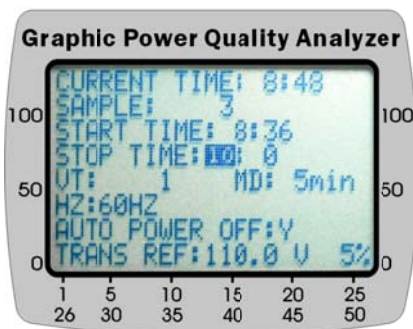 Graphic Power Quality Analyzer
CURRENT TIME: 8:48
SAMPLE: 3
START TIME: 8:36
STOP TIME:10: 0
VT: 1 MD: 5min
HZ:60HZ
AUTO POWER OFF:Y
TRANS REF:110.0 V 5%
100
50
0
100
50
0
1 5 10 15 20 25
26 30 35 40 45 50